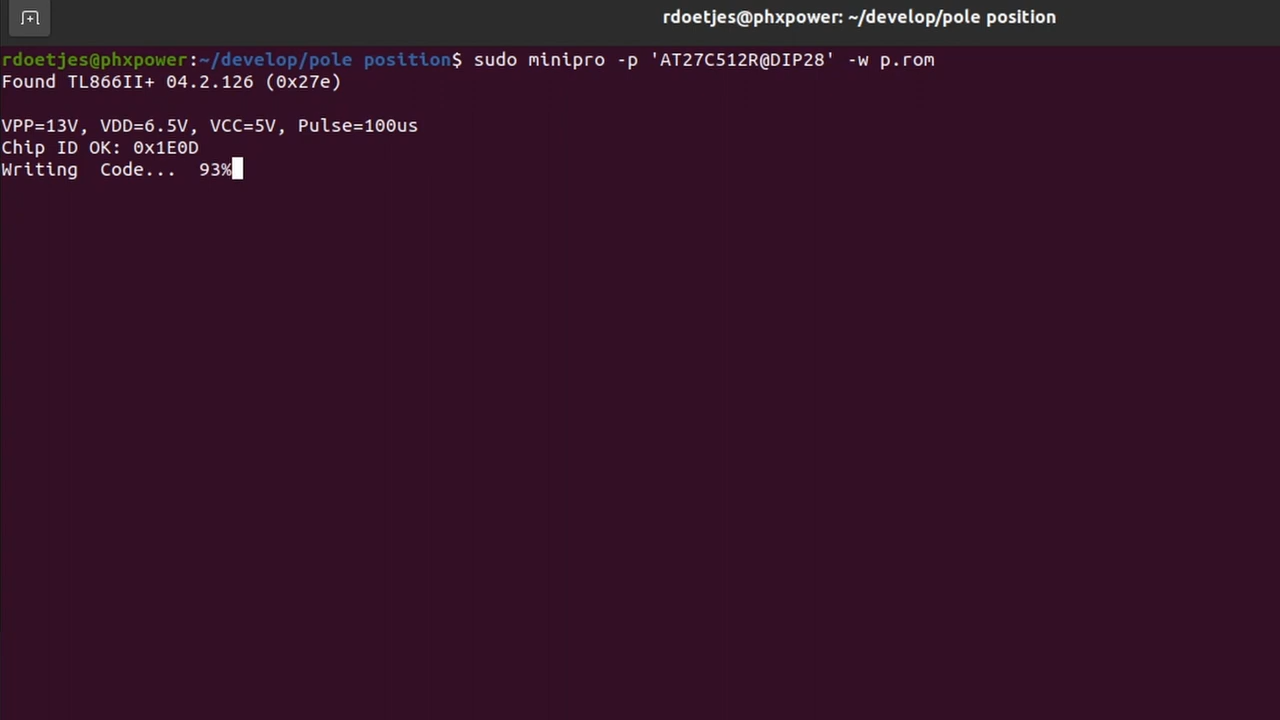 rdoetjes@phxpower: ~/develop/pole position
rdoetjes@phxpower:~/develop/pole position$ sudo minipro -p 'AT27C512R@DIP28' -w p.rom
Found TL866II+ 04.2.126 (0x27e)
VPP=13V, VDD=6.5V, VCC=5V, Pulse=100us
Chip ID OK: 0x1E0D
Writing  Code...  93%